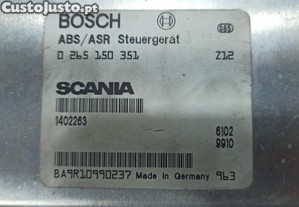 CustoJusto.pt
BOSCH
ABS/ASR Steuergerät
0 265 150 351 Z12
SCANIA
1402263
6102
9910
BA9R10990237 Made in Germany 963